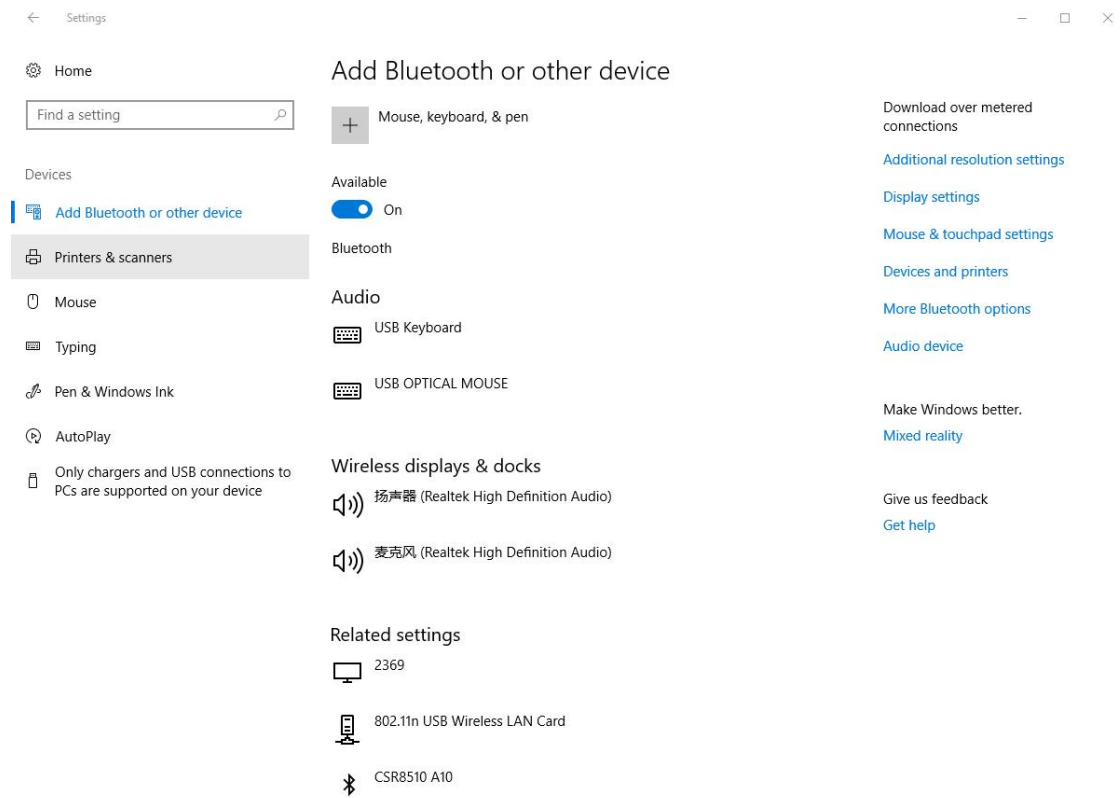 Settings
Home
Find a setting
Devices
Add Bluetooth or other device
Printers & scanners
Mouse
Typing
Pen & Windows Ink
AutoPlay
Only chargers and USB connections to
PCs are supported on your device
Add Bluetooth or other device
Mouse, keyboard, & pen
Available
On
Bluetooth
Audio
USB Keyboard
USB OPTICAL MOUSE
Wireless displays & docks
扬声器 (Realtek High Definition Audio)
麦克风 (Realtek High Definition Audio)
Related settings
2369
802.11n USB Wireless LAN Card
CSR8510 A10
Download over metered
connections
Additional resolution settings
Display settings
Mouse & touchpad settings
Devices and printers
More Bluetooth options
Audio device
Make Windows better.
Mixed reality
Give us feedback
Get help